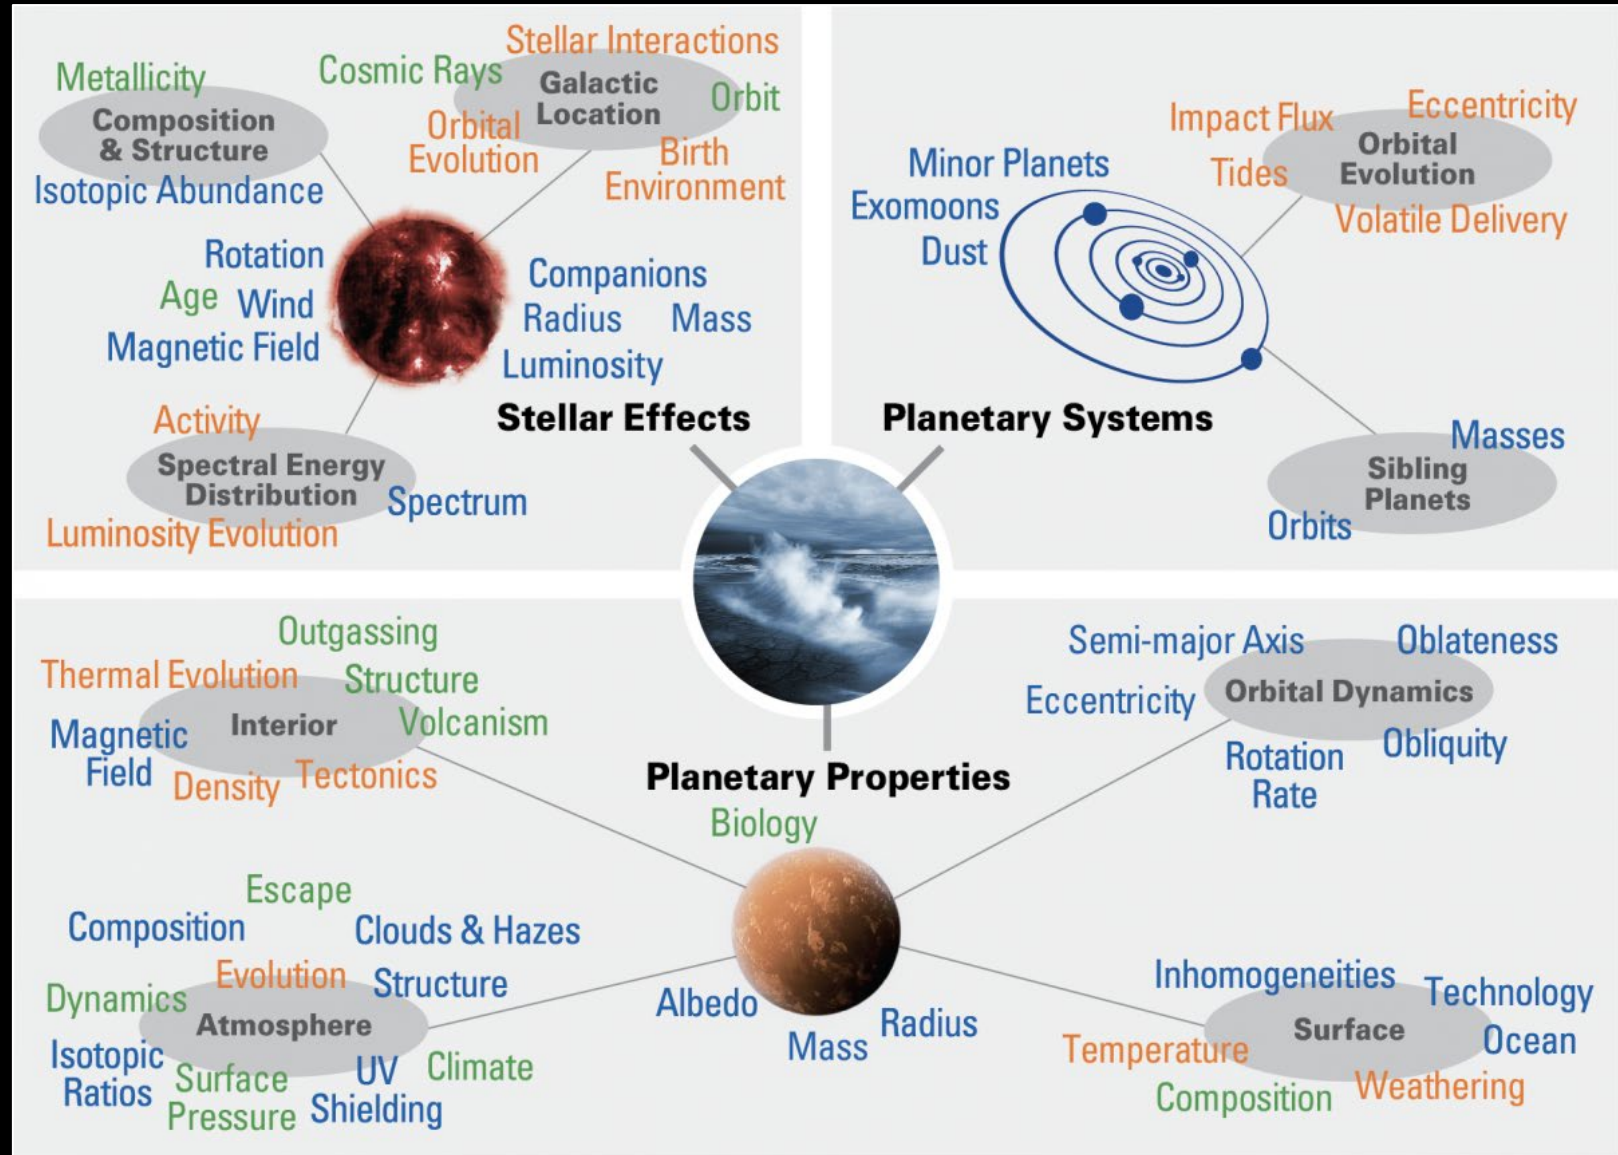 Stellar Interactions
Metallicity
Cosmic Rays
Galactic
Location
Orbit
Composition
& Structure
Orbital
Evolution
Birth
Environment
Isotopic Abundance
Rotation
Age
Wind
Magnetic Field
Companions
Radius
Mass
Luminosity
Activity
Spectral Energy
Distribution
Spectrum
Luminosity Evolution
Stellar Effects
Impact Flux
Eccentricity
Orbital
Evolution
Tides
Volatile Delivery
Minor Planets
Exomoons
Dust
Planetary Systems
Masses
Sibling
Planets
Orbits
Planetary Properties
Biology
Outgassing
Thermal Evolution
Structure
Interior
Volcanism
Magnetic
Field
Density
Tectonics
Semi-major Axis
Oblateness
Eccentricity
Orbital Dynamics
Rotation
Rate
Obliquity
Escape
Composition
Clouds & Hazes
Evolution
Structure
Dynamics
Atmosphere
Isotopic
Ratios
Surface
Pressure
UV
Shielding
Climate
Albedo
Mass
Radius
Inhomogeneities
Technology
Surface
Ocean
Temperature
Composition
Weathering